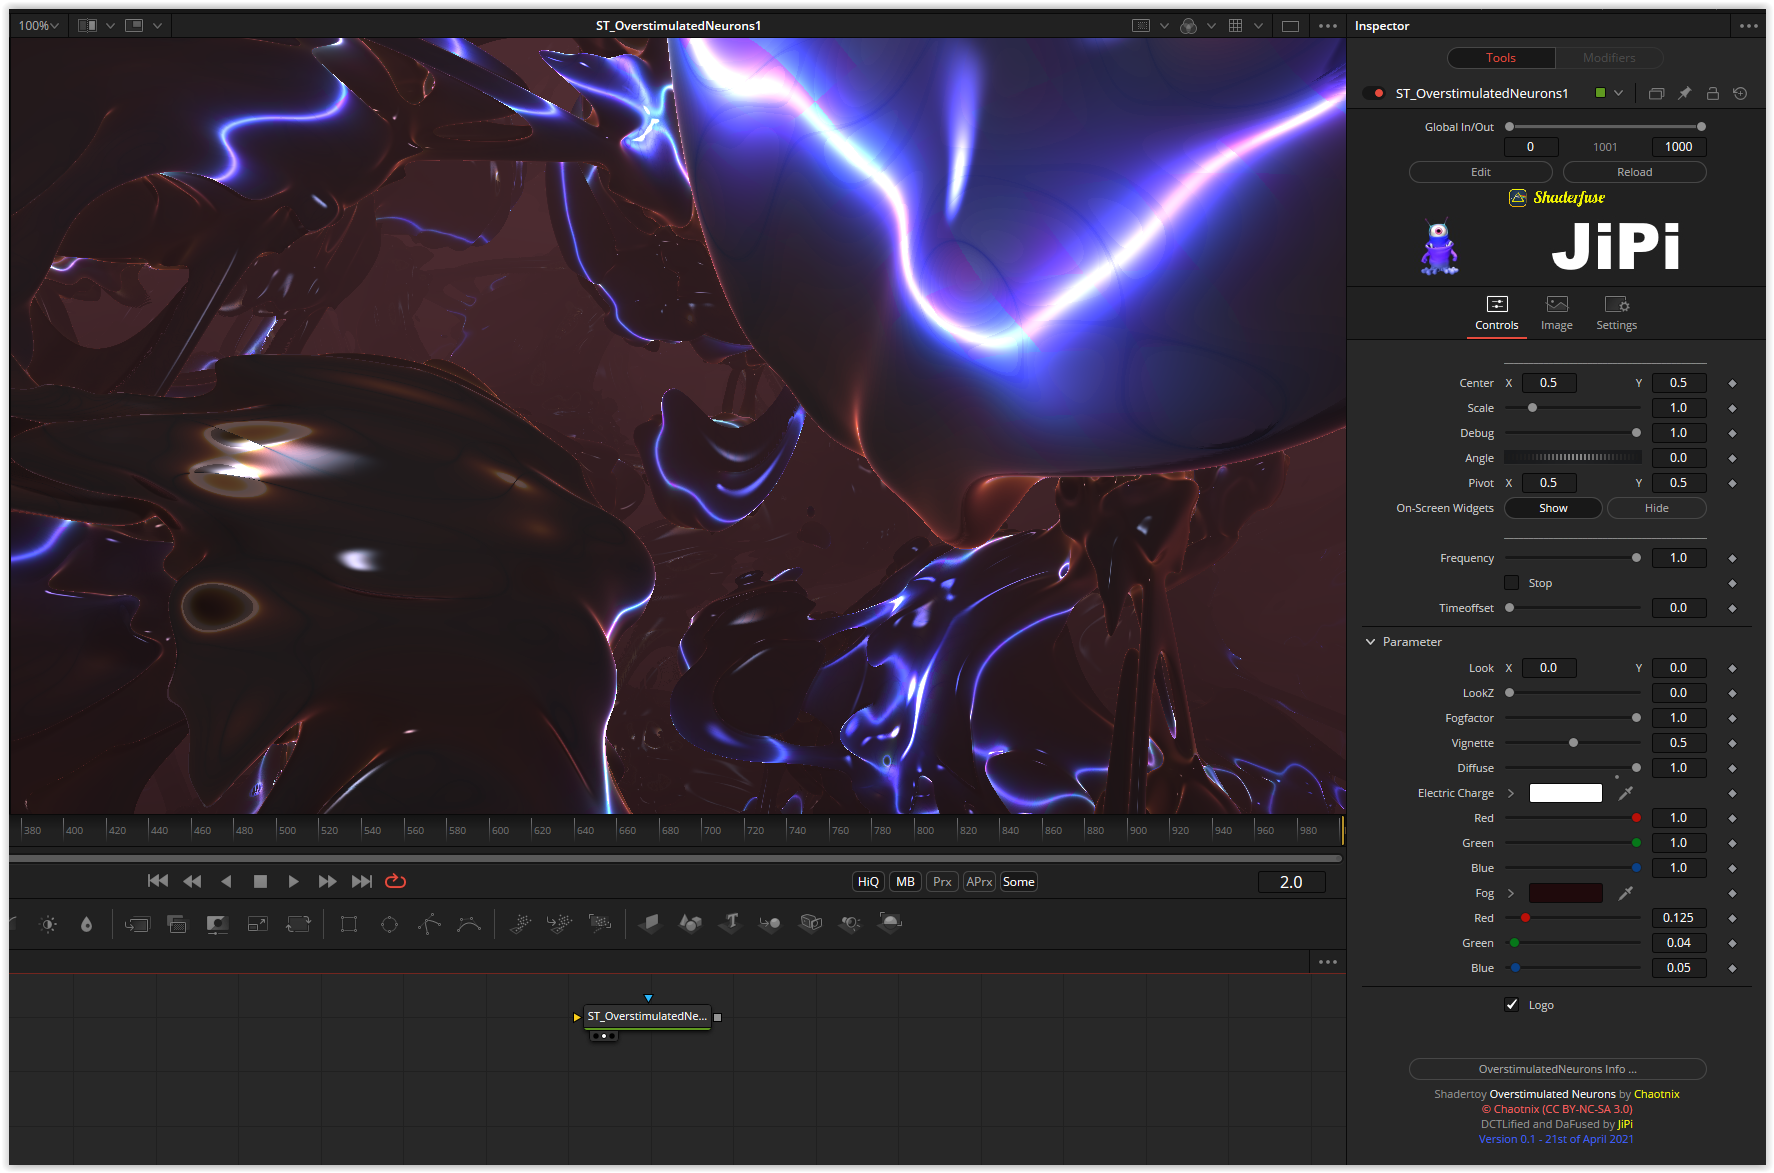 100%
ST_OverstimulatedNeurons1
Inspector
Tools
Modifiers
ST_OverstimulatedNeurons1
Global In/Out
0 1001 1000
Edit
Reload
Shaderfuse
JiPi
Controls
Image
Settings
Center X 0.5 Y 0.5
Scale 1.0
Debug 1.0
Angle 0.0
Pivot X 0.5 Y 0.5
On-Screen Widgets Show Hide
Frequency 1.0
Stop
Timeoffset 0.0
Parameter
Look X 0.0 Y 0.0
LookZ 0.0
Fogfactor 1.0
Vignette 0.5
Diffuse 1.0
Electric Charge
Red 1.0
Green 1.0
Blue 1.0
Fog
Red 0.125
Green 0.04
Blue 0.05
Logo
OverstimulatedNeurons Info ...
Shadertoy Overstimulated Neurons by Chaotnix
© Chaotnix (CC BY-NC-SA 3.0)
DCTLified and DaFused by JiPi
Version 0.1 - 21st of April 2021
380 400 420 440 460 480 500 520 540 560 580 600 620 640 660 680 700 720 740 760 780 800 820 840 860 880 900 920 940 960 980
HiQ MB Prx APrx Some 2.0
T
ST_OverstimulatedNe...